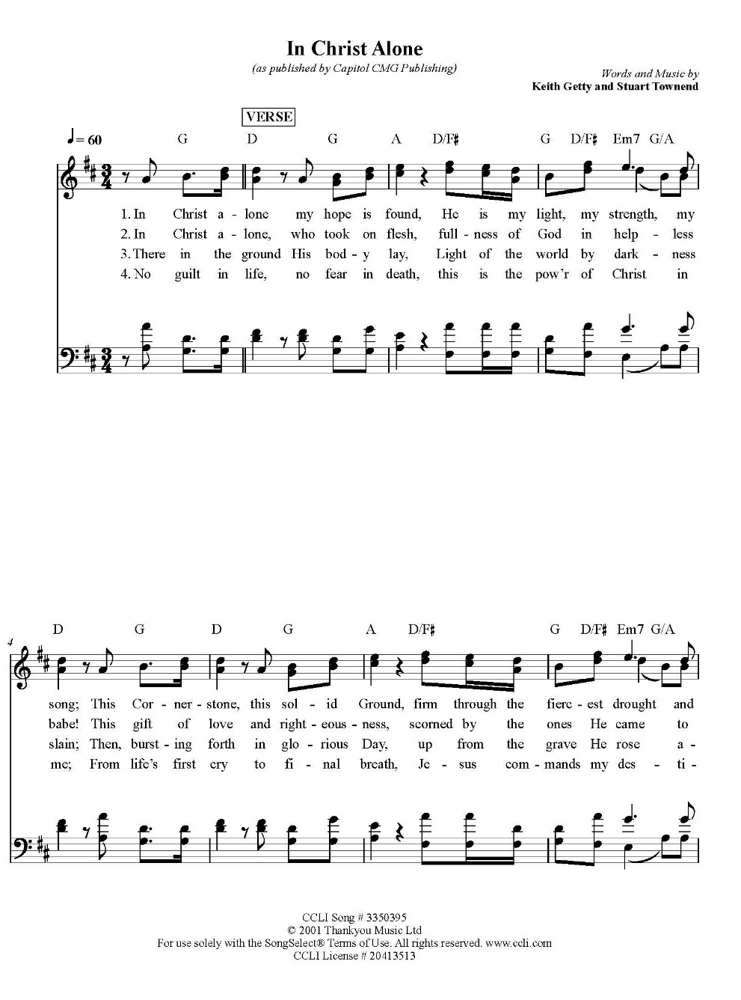 In Christ Alone
(as published by Capitol CMG Publishing)
Words and Music by
Keith Getty and Stuart Townend
VERSE
♩= 60 G D G A D/F♯ G D/F♯ Em7 G/A
3
4
1. In Christ a - lone my hope is found, He is my light, my strength, my
2. In Christ a - lone, who took on flesh, full - ness of God in help - less
3. There in the ground His bod - y lay, Light of the world by dark - ness
4. No guilt in life, no fear in death, this is the pow'r of Christ in
3
4
D G D G A D/F♯ G D/F♯ Em7 G/A
4
song; This Cor - ner - stone, this sol - id Ground, firm through the fierc - est drought and
babe! This gift of love and right - eous - ness, scorned by the ones He came to
slain; Then, burst - ing forth in glo - rious Day, up from the grave He rose a -
me; From life's first cry to fi - nal breath, Je - sus com - mands my des - ti -
CCLI Song # 3350395
© 2001 Thankyou Music Ltd
For use solely with the SongSelect® Terms of Use. All rights reserved. www.ccli.com
CCLI License # 20413513